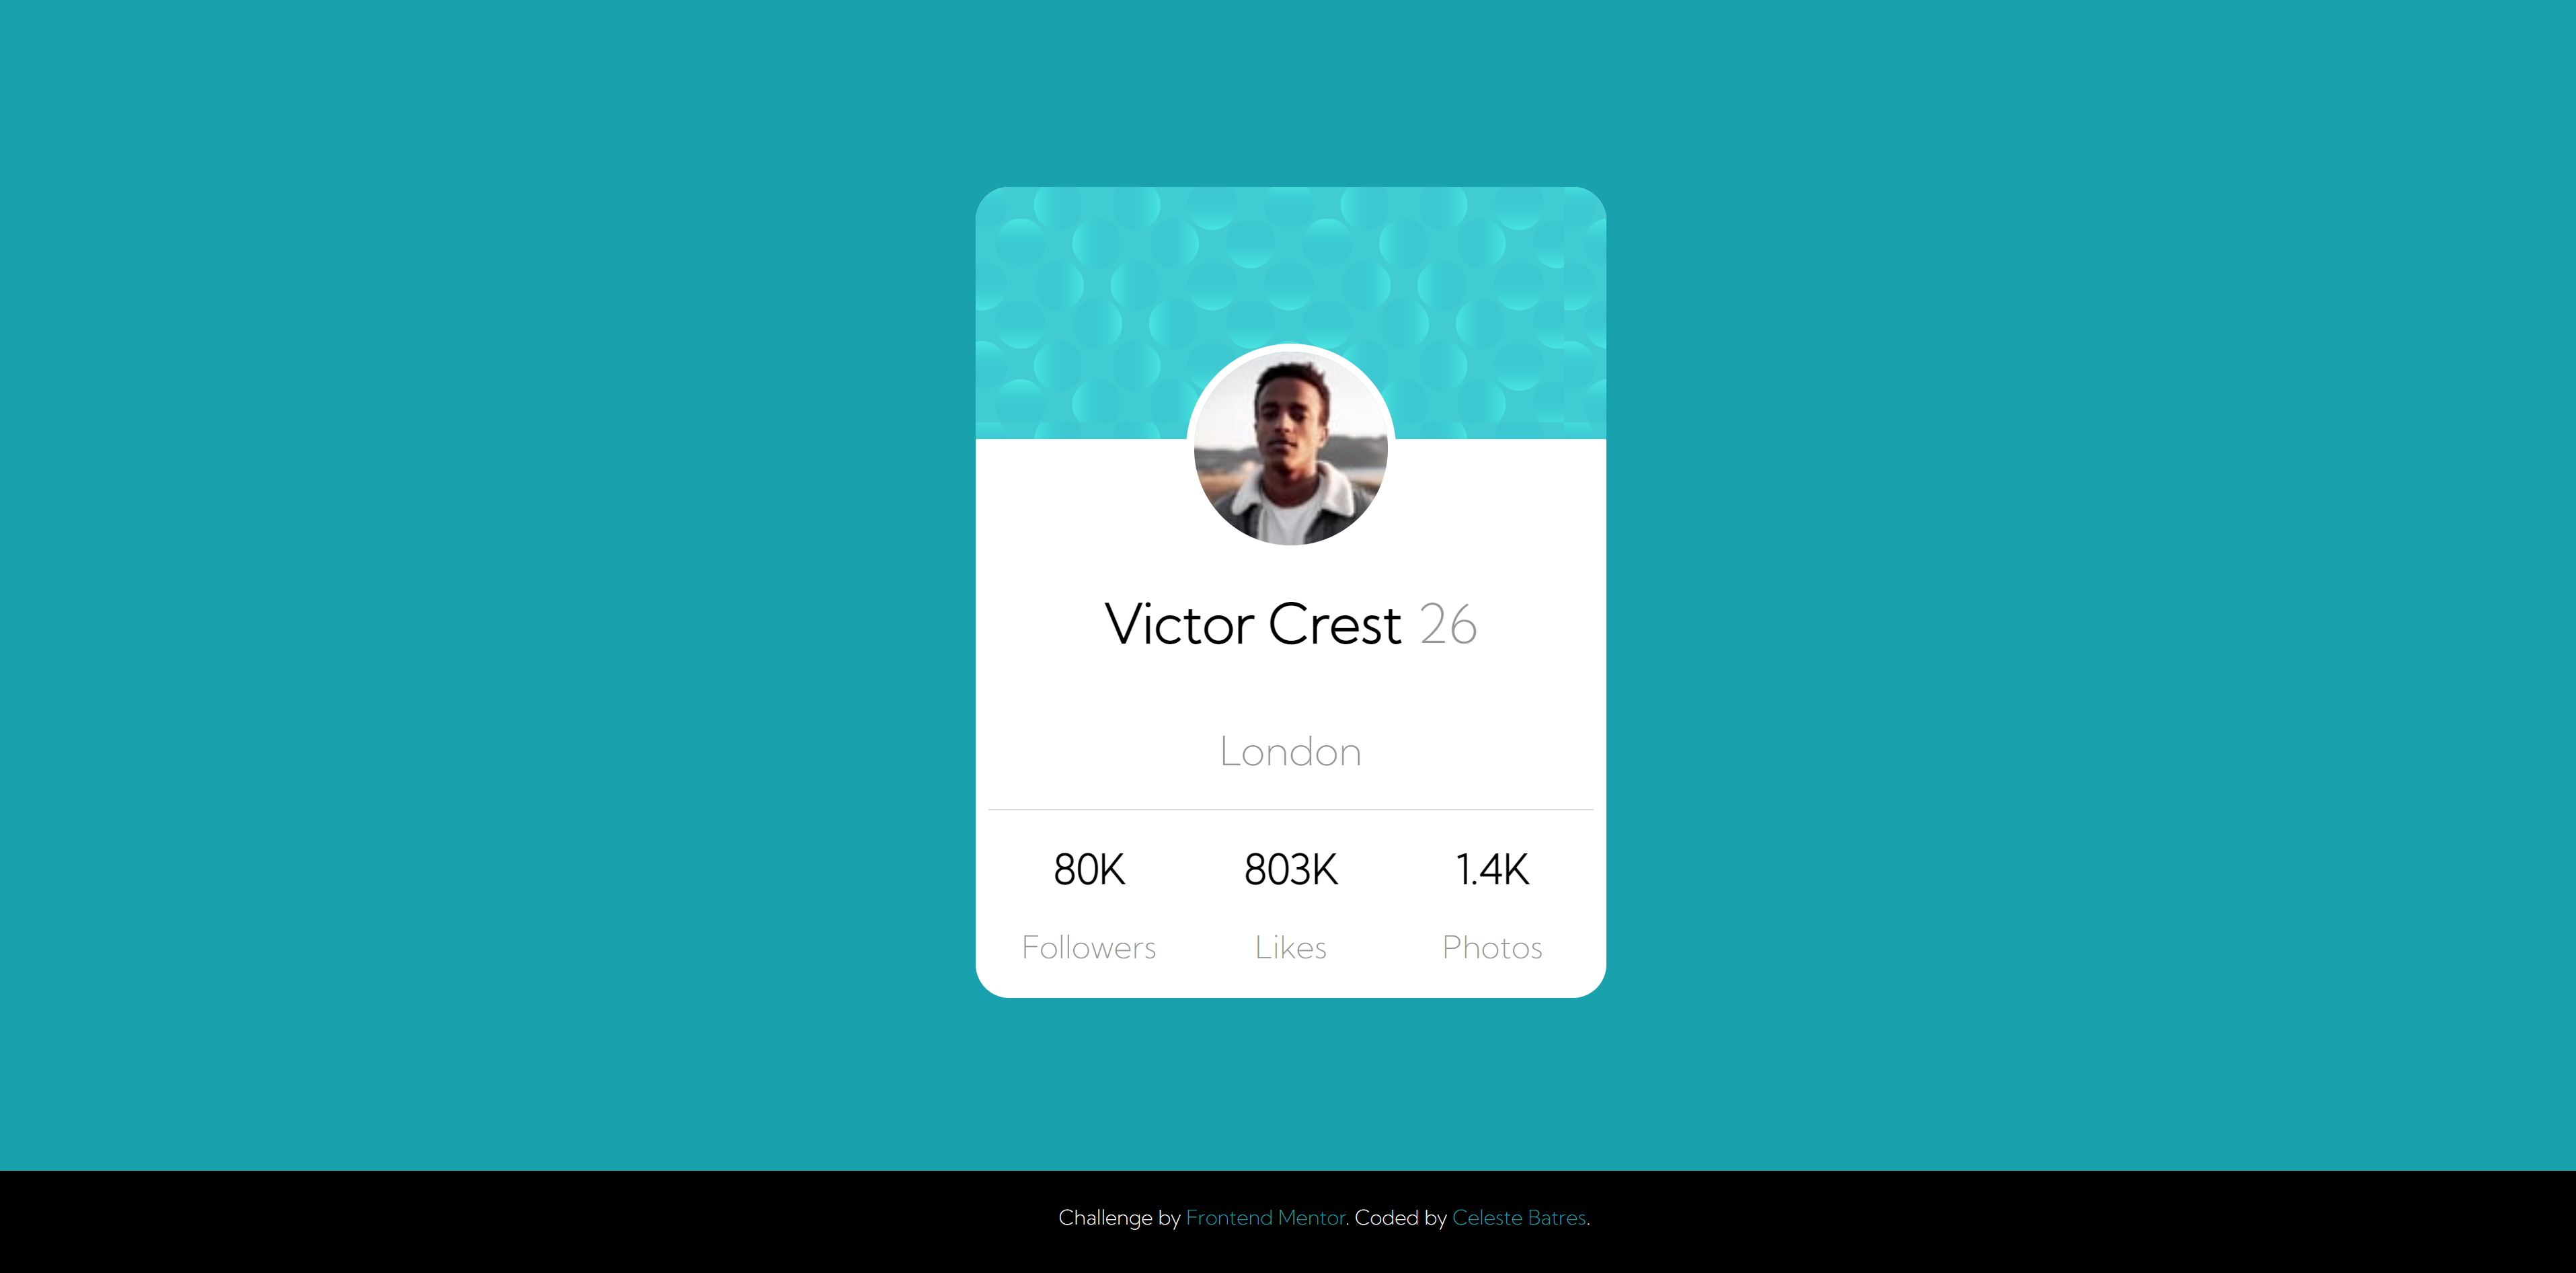 Victor Crest 26
London
80K 803K 1.4K
Followers Likes Photos
Challenge by Frontend Mentor. Coded by Celeste Batres.